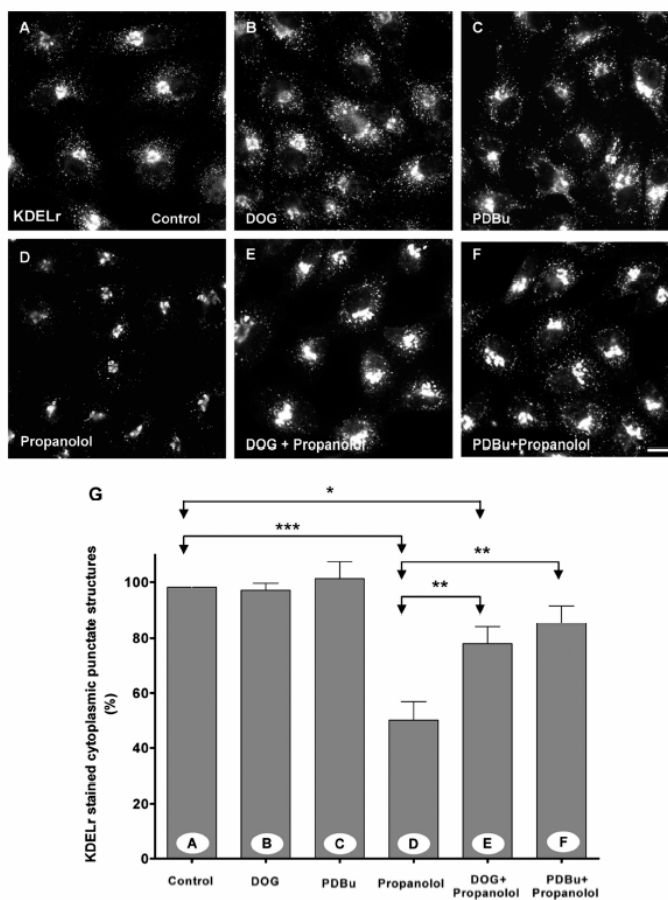 A
B
C
KDELr
Control
DOG
PDBu
D
E
F
Propanolol
DOG + Propanolol
PDBu+Propanolol
G
*
***
**
**
KDELr stained cytoplasmic punctate structures
(%)
100
80
60
40
20
0
A
B
C
D
E
F
Control
DOG
PDBu
Propanolol
DOG+
Propanolol
PDBu+
Propanolol